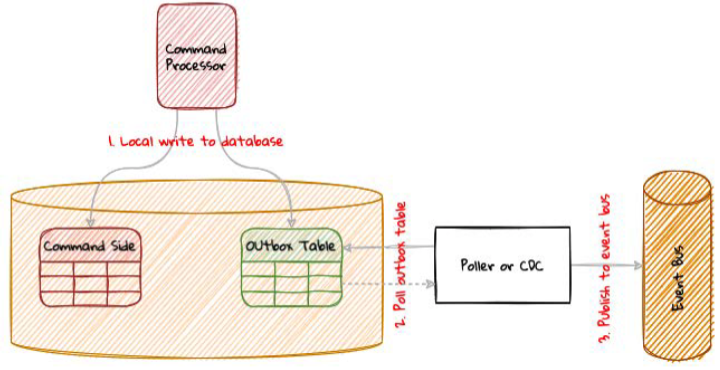 Command
Processor
1. Local write to database
Command Side
OUtbox Table
2. Poll outbox table
Poller or CDC
3. Publish to event bus
Event Bus